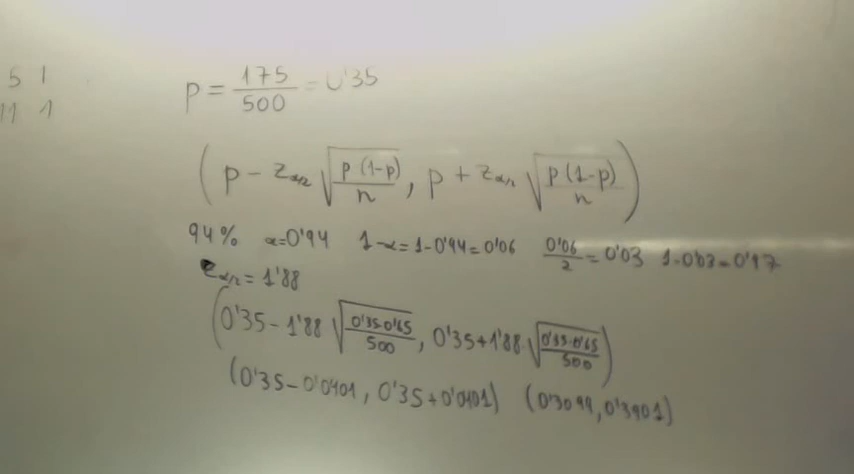 5 1
11 1
p = 175/500 = 0'35
(p - z_{α/2} √(p (1-p)/n), p + z_{α/2} √(p (1-p)/n))
94% α=0'94 1-α=1-0'94=0'06 0'06/2=0'03 1-0'03=0'97
z_{α/2}=1'88
(0'35-1'88 √(0'35·0'65/500), 0'35+1'88·√(0'35·0'65/500))
(0'35-0'0401, 0'35+0'0401) (0'3099, 0'3901)